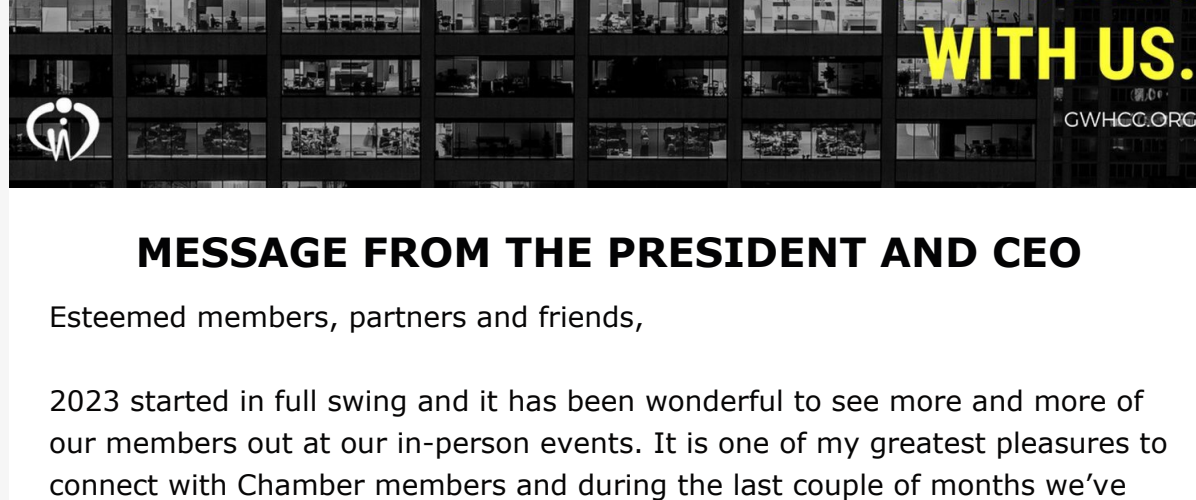 WITH US.
GWHCC.ORG
MESSAGE FROM THE PRESIDENT AND CEO
Esteemed members, partners and friends,
2023 started in full swing and it has been wonderful to see more and more of
our members out at our in-person events. It is one of my greatest pleasures to
connect with Chamber members and during the last couple of months we’ve